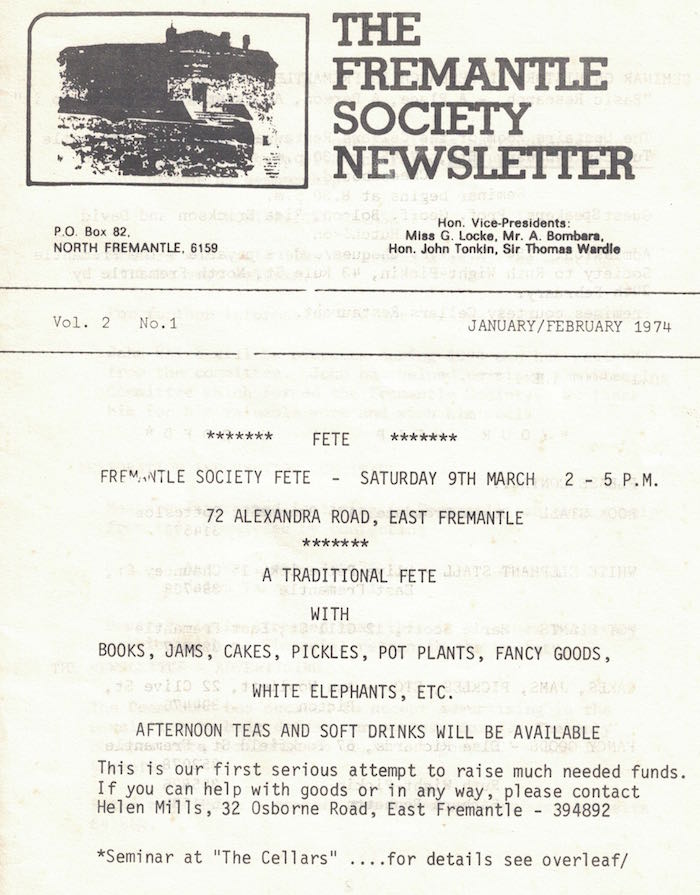 THE
FREMANTLE
SOCIETY
NEWSLETTER
P.O. Box 82,
NORTH FREMANTLE, 6159
Hon. Vice-Presidents:
Miss G. Locke, Mr. A. Bombara,
Hon. John Tonkin, Sir Thomas Wardle
Vol. 2 No.1
JANUARY/FEBRUARY 1974
******* FETE *******
FREMANTLE SOCIETY FETE - SATURDAY 9TH MARCH 2 - 5 P.M.
72 ALEXANDRA ROAD, EAST FREMANTLE
*******
A TRADITIONAL FETE
WITH
BOOKS, JAMS, CAKES, PICKLES, POT PLANTS, FANCY GOODS,
WHITE ELEPHANTS, ETC.
AFTERNOON TEAS AND SOFT DRINKS WILL BE AVAILABLE
This is our first serious attempt to raise much needed funds.
If you can help with goods or in any way, please contact
Helen Mills, 32 Osborne Road, East Fremantle - 394892
*Seminar at "The Cellars" ....for details see overleaf/